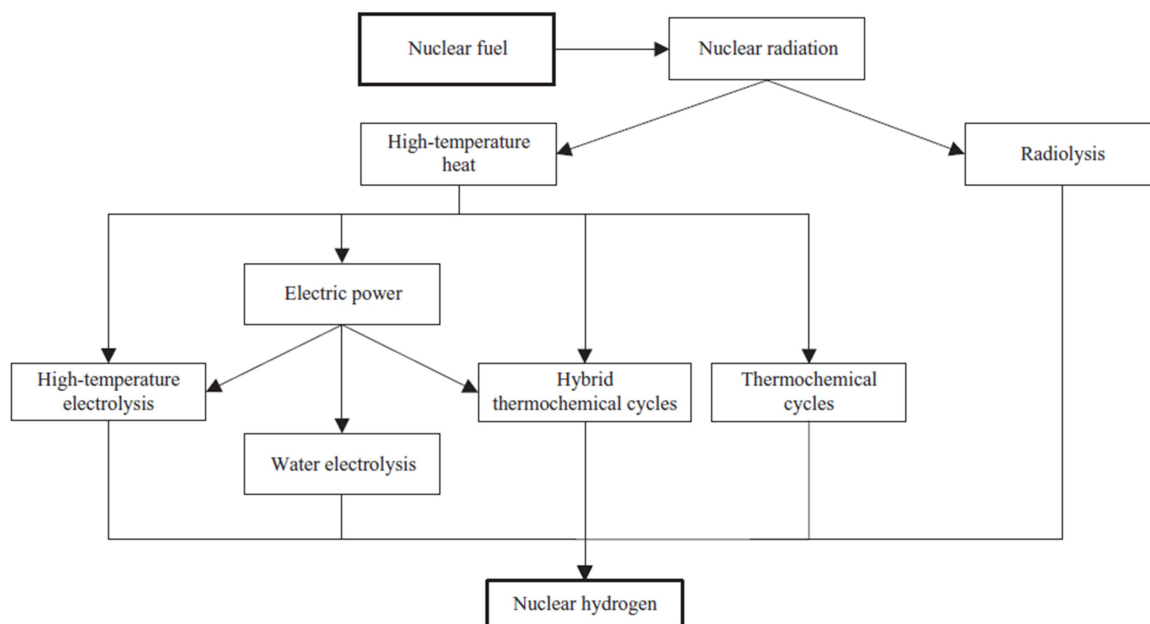 Nuclear fuel
Nuclear radiation
High-temperature
heat
Radiolysis
Electric power
High-temperature
electrolysis
Hybrid
thermochemical cycles
Thermochemical
cycles
Water electrolysis
Nuclear hydrogen